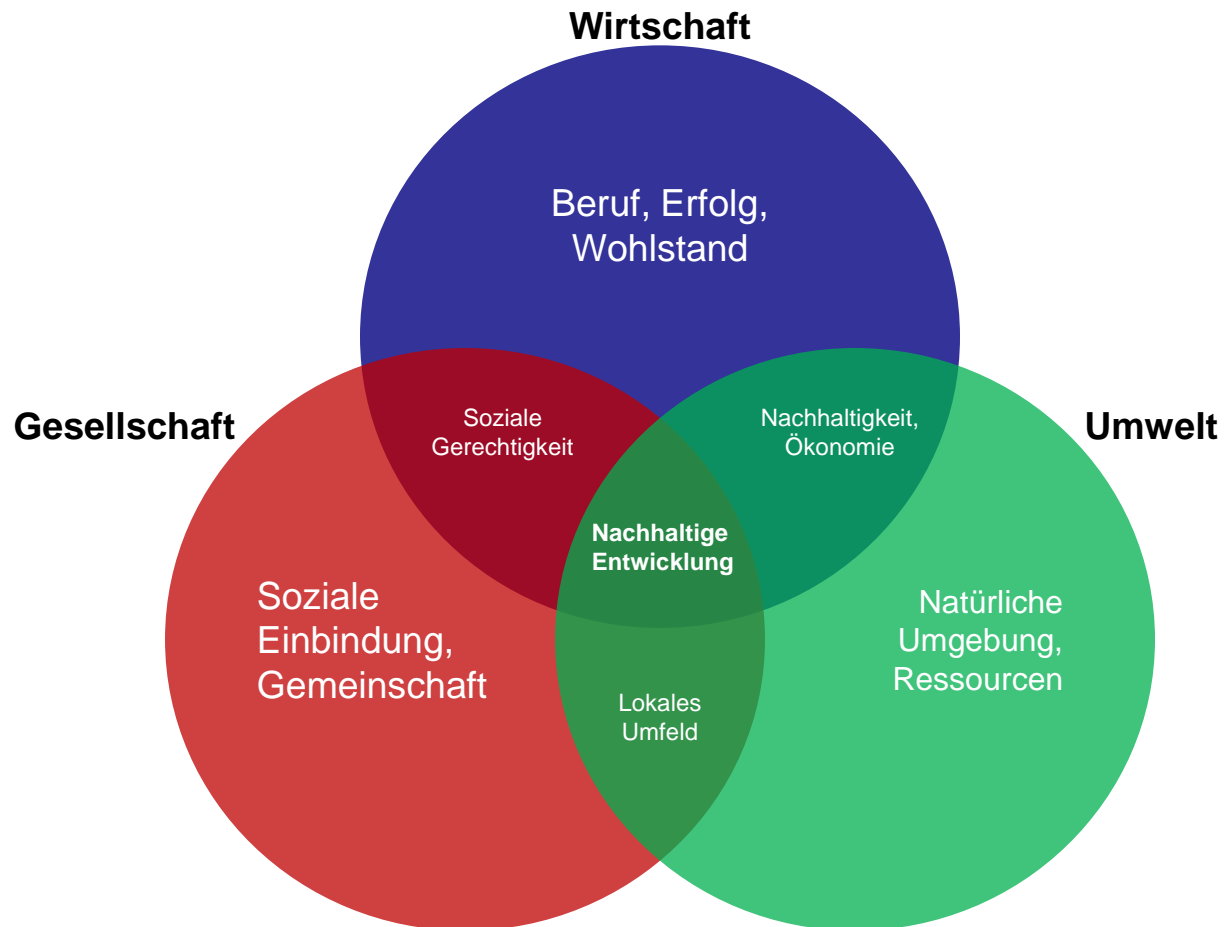 Wirtschaft
Beruf, Erfolg,
Wohlstand
Gesellschaft
Soziale
Gerechtigkeit
Nachhaltigkeit,
Ökonomie
Umwelt
Nachhaltige
Entwicklung
Soziale
Einbindung,
Gemeinschaft
Natürliche
Umgebung,
Ressourcen
Lokales
Umfeld